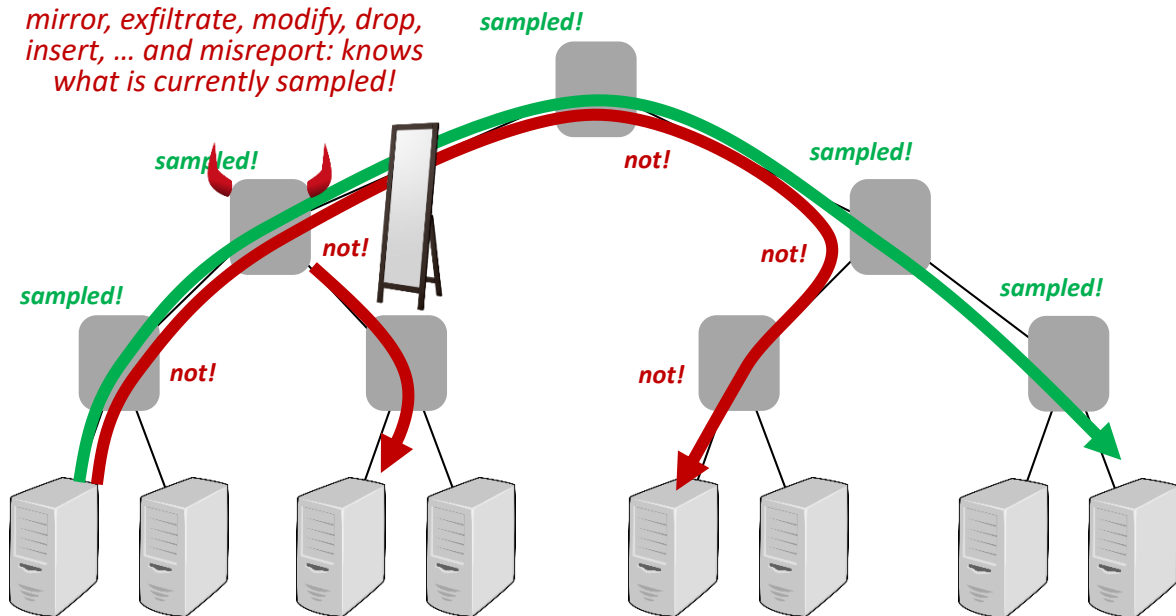 mirror, exfiltrate, modify, drop,
insert, ... and misreport: knows
what is currently sampled!
sampled!
sampled!
not!
sampled!
not!
not!
sampled!
sampled!
not!
not!